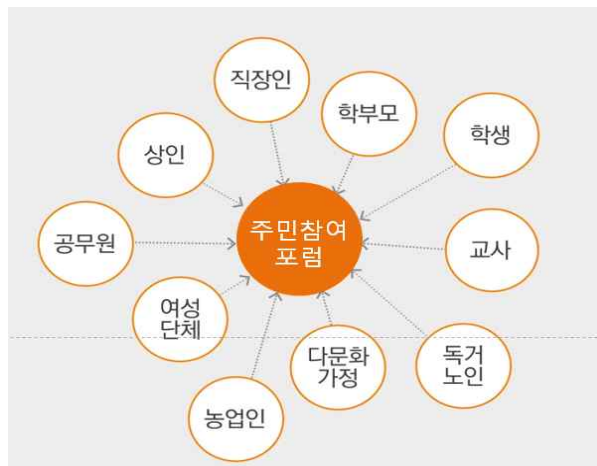 직장인
학부모
학생
상인
주민참여
포럼
공무원
교사
여성
단체
다문화
가정
독거
노인
농업인